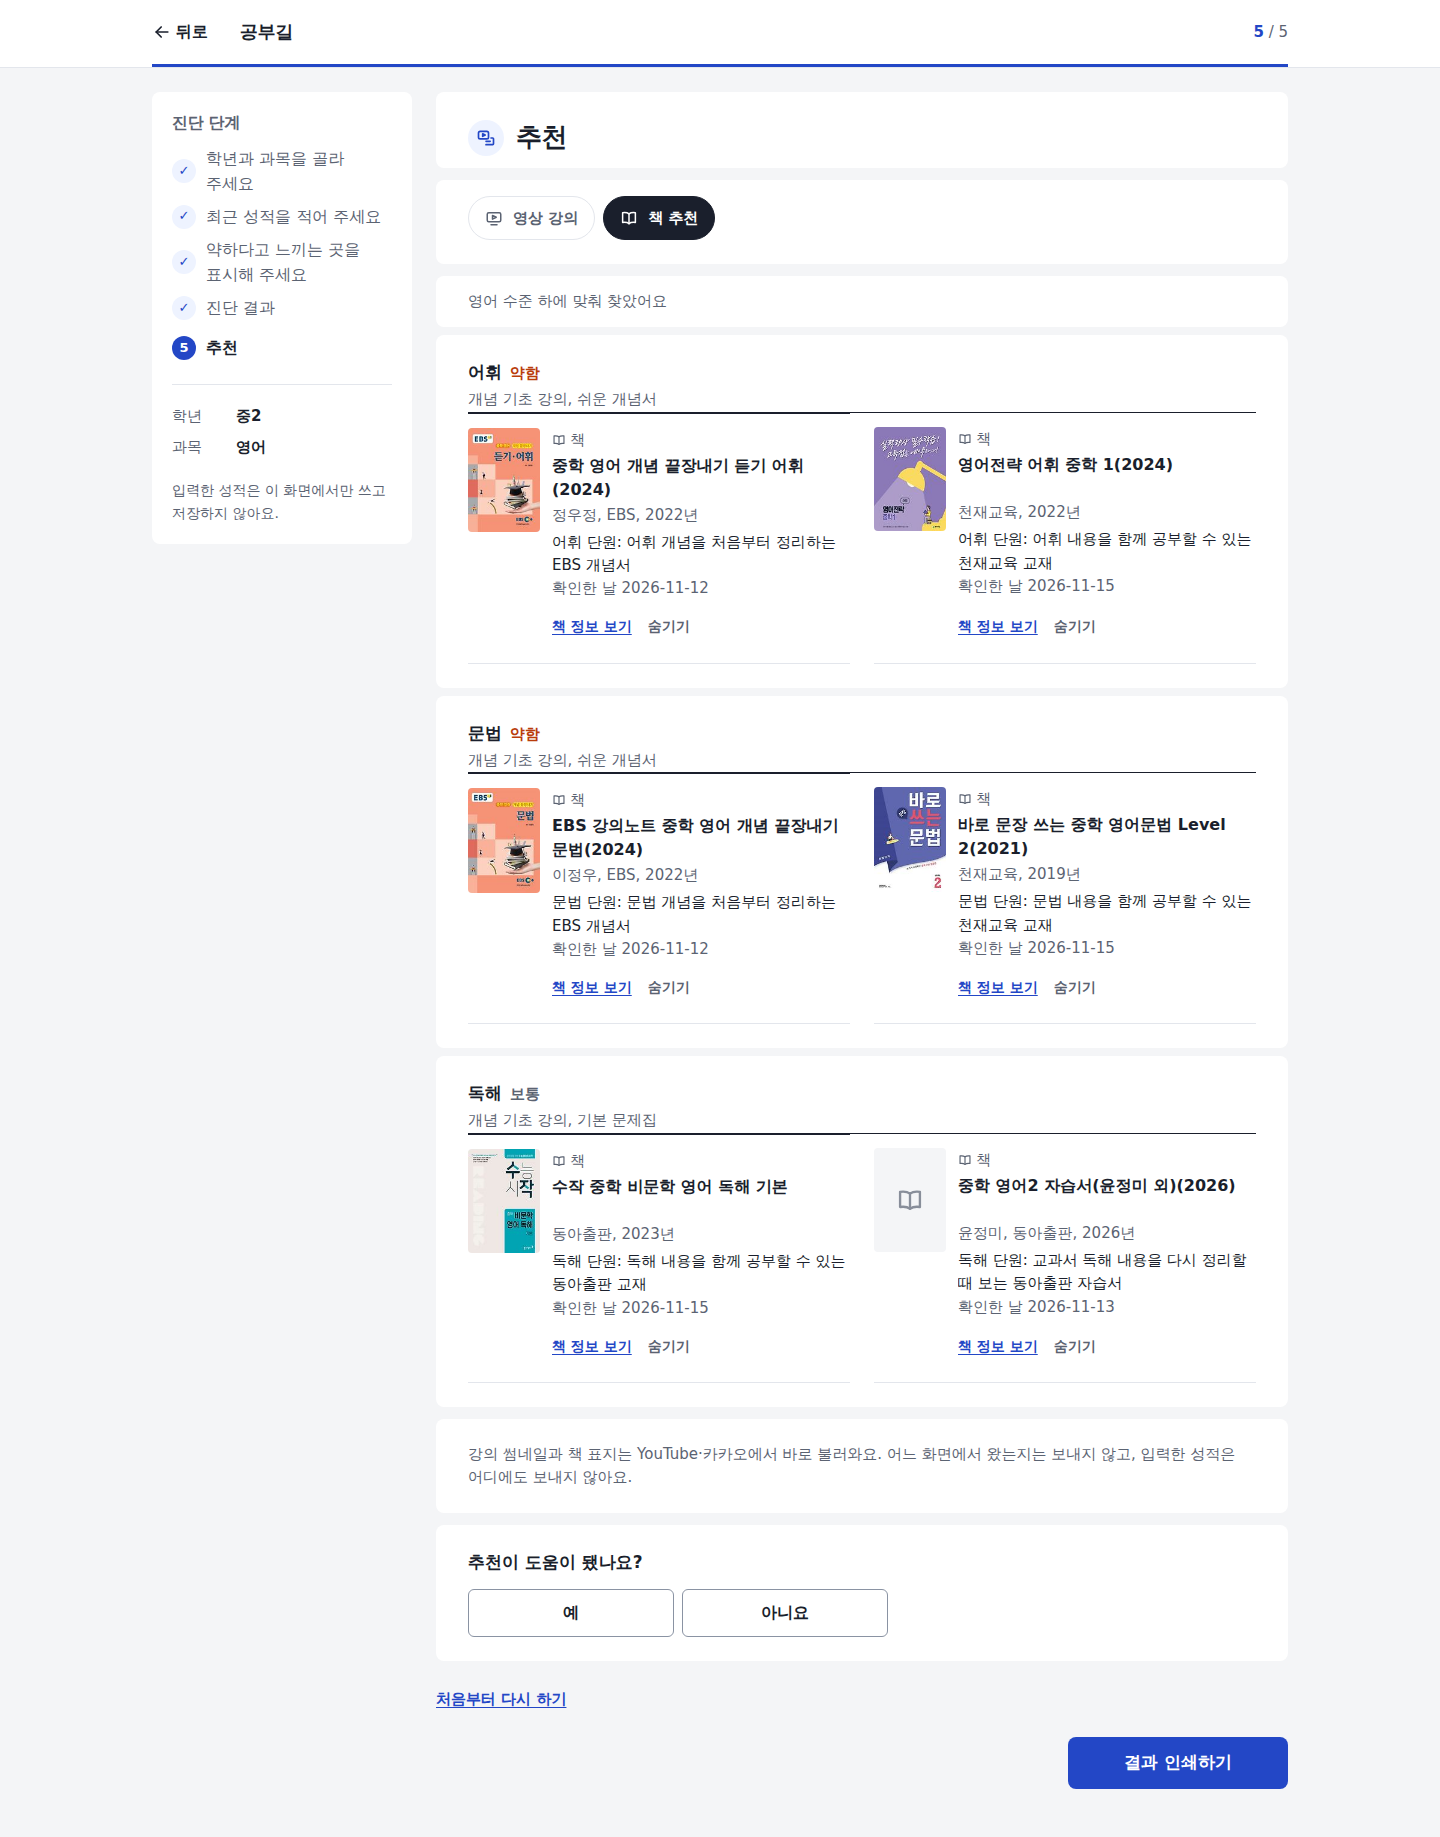 뒤로
공부길
5 / 5
진단 단계
✓ 학년과 과목을 골라
주세요
✓ 최근 성적을 적어 주세요
✓ 약하다고 느끼는 곳을
표시해 주세요
✓ 진단 결과
5 추천
학년 중2
과목 영어
입력한 성적은 이 화면에서만 쓰고
저장하지 않아요.
추천
영상 강의
책 추천
영어 수준 하에 맞춰 찾았어요
어휘 약함
개념 기초 강의, 쉬운 개념서
EBS
듣기·어휘
책
중학 영어 개념 끝장내기 듣기 어휘
(2024)
정우정, EBS, 2022년
어휘 단원: 어휘 개념을 처음부터 정리하는
EBS 개념서
확인한 날 2026-11-12
책 정보 보기 숨기기
영어전략
책
영어전략 어휘 중학 1(2024)
천재교육, 2022년
어휘 단원: 어휘 내용을 함께 공부할 수 있는
천재교육 교재
확인한 날 2026-11-15
책 정보 보기 숨기기
문법 약함
개념 기초 강의, 쉬운 개념서
EBS
문법
책
EBS 강의노트 중학 영어 개념 끝장내기
문법(2024)
이정우, EBS, 2022년
문법 단원: 문법 개념을 처음부터 정리하는
EBS 개념서
확인한 날 2026-11-12
책 정보 보기 숨기기
바로
쓰는
문법
2
책
바로 문장 쓰는 중학 영어문법 Level
2(2021)
천재교육, 2019년
문법 단원: 문법 내용을 함께 공부할 수 있는
천재교육 교재
확인한 날 2026-11-15
책 정보 보기 숨기기
독해 보통
개념 기초 강의, 기본 문제집
수능
시작
비문학
영어 독해
책
수작 중학 비문학 영어 독해 기본
동아출판, 2023년
독해 단원: 독해 내용을 함께 공부할 수 있는
동아출판 교재
확인한 날 2026-11-15
책 정보 보기 숨기기
책
중학 영어2 자습서(윤정미 외)(2026)
윤정미, 동아출판, 2026년
독해 단원: 교과서 독해 내용을 다시 정리할
때 보는 동아출판 자습서
확인한 날 2026-11-13
책 정보 보기 숨기기
강의 썸네일과 책 표지는 YouTube·카카오에서 바로 불러와요. 어느 화면에서 왔는지는 보내지 않고, 입력한 성적은
어디에도 보내지 않아요.
추천이 도움이 됐나요?
예
아니요
처음부터 다시 하기
결과 인쇄하기